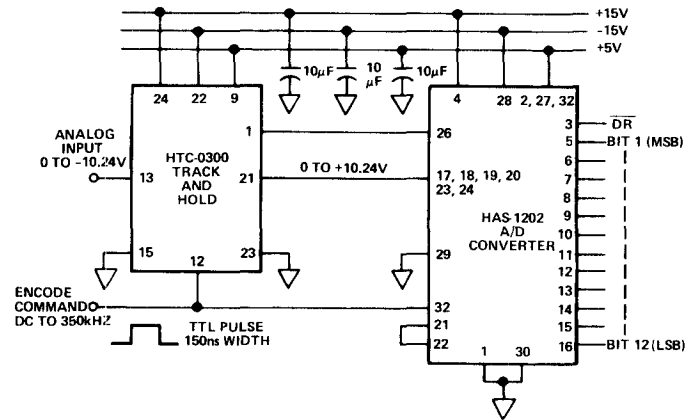 +15V
-15V
+5V
10μF
10
μF
10μF
24
22
9
4
28
2, 27, 32
ANALOG
INPUT
0 TO -10.24V
13
HTC-0300
TRACK
AND
HOLD
1
21
15
12
23
0 TO +10.24V
26
17, 18, 19, 20
23, 24
HAS-1202
A/D
CONVERTER
29
32
21
22
1
30
3
DR
5
BIT 1 (MSB)
6
7
8
9
10
11
12
13
14
15
16
BIT 12 (LSB)
ENCODE
COMMAND
DC TO 350kHZ
TTL PULSE
150ns WIDTH